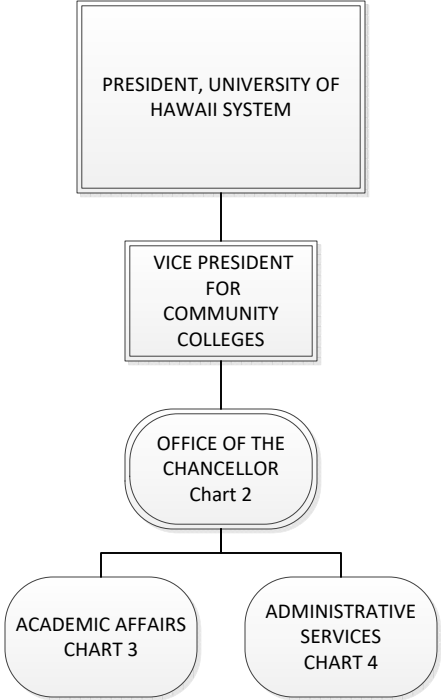 PRESIDENT, UNIVERSITY OF
HAWAII SYSTEM
VICE PRESIDENT
FOR
COMMUNITY
COLLEGES
OFFICE OF THE
CHANCELLOR
Chart 2
ACADEMIC AFFAIRS
CHART 3
ADMINISTRATIVE
SERVICES
CHART 4